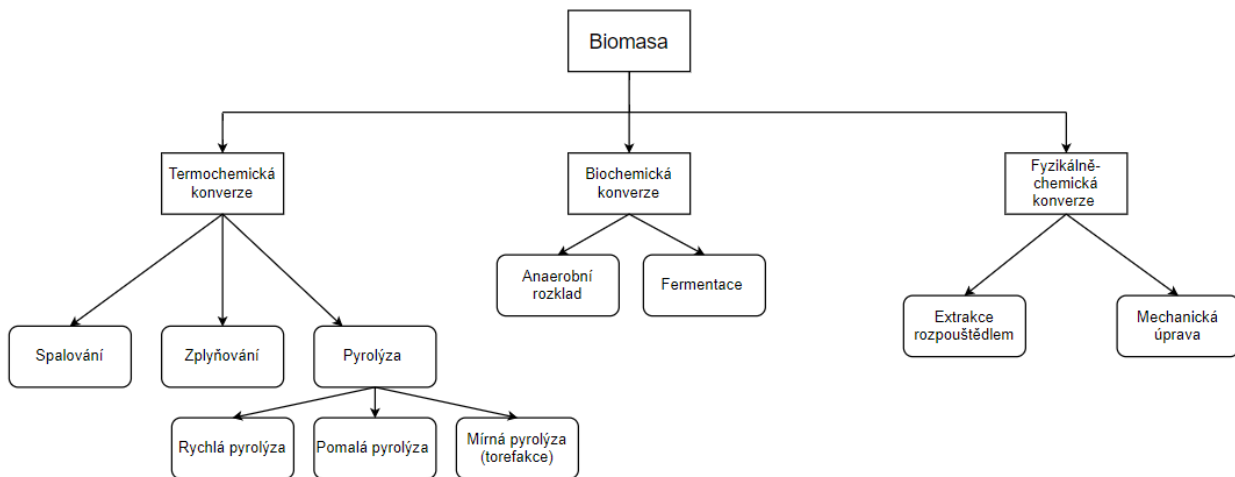 Biomasa
Termochemická
konverze
Biochemická
konverze
Fyzikálně-
chemická
konverze
Anaerobní
rozklad
Fermentace
Spalování
Zplyňování
Pyrolýza
Extrakce
rozpouštědlem
Mechanická
úprava
Rychlá pyrolýza
Pomalá pyrolýza
Mírná pyrolýza
(torefakce)